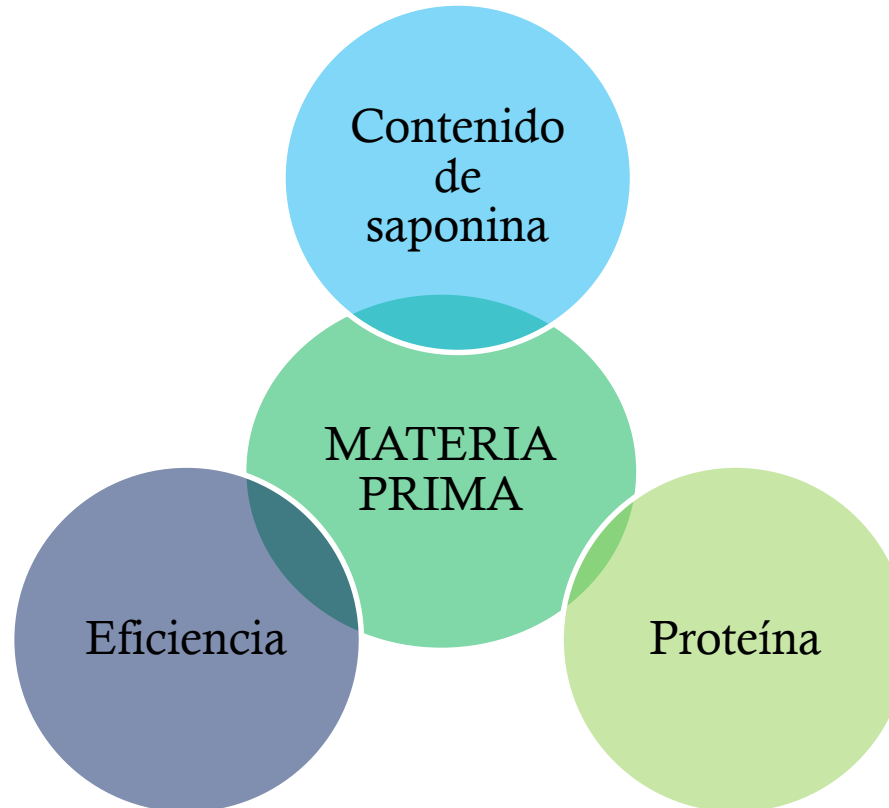 Contenido
de
saponina
MATERIA
PRIMA
Eficiencia
Proteína